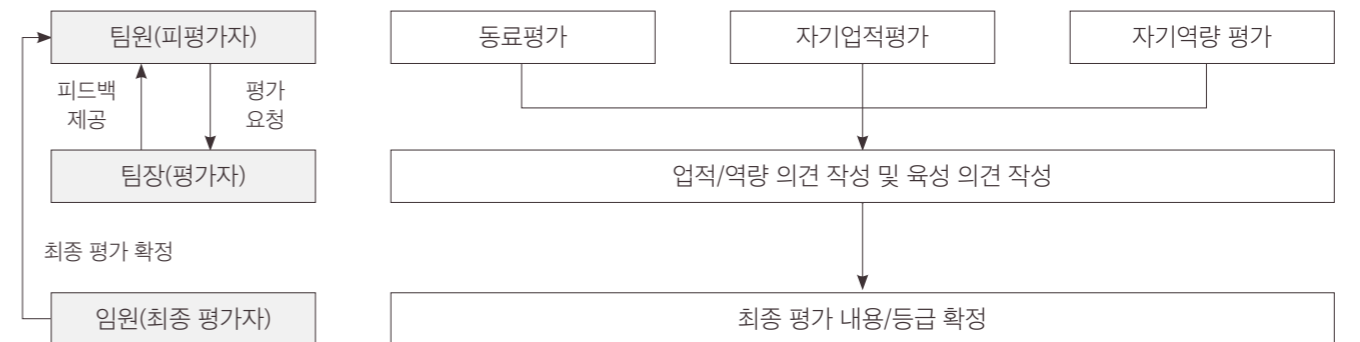 팀원(피평가자)
동료평가
자기업적평가
자기역량 평가
피드백
제공
평가
요청
팀장(평가자)
업적/역량 의견 작성 및 육성 의견 작성
최종 평가 확정
임원(최종 평가자)
최종 평가 내용/등급 확정